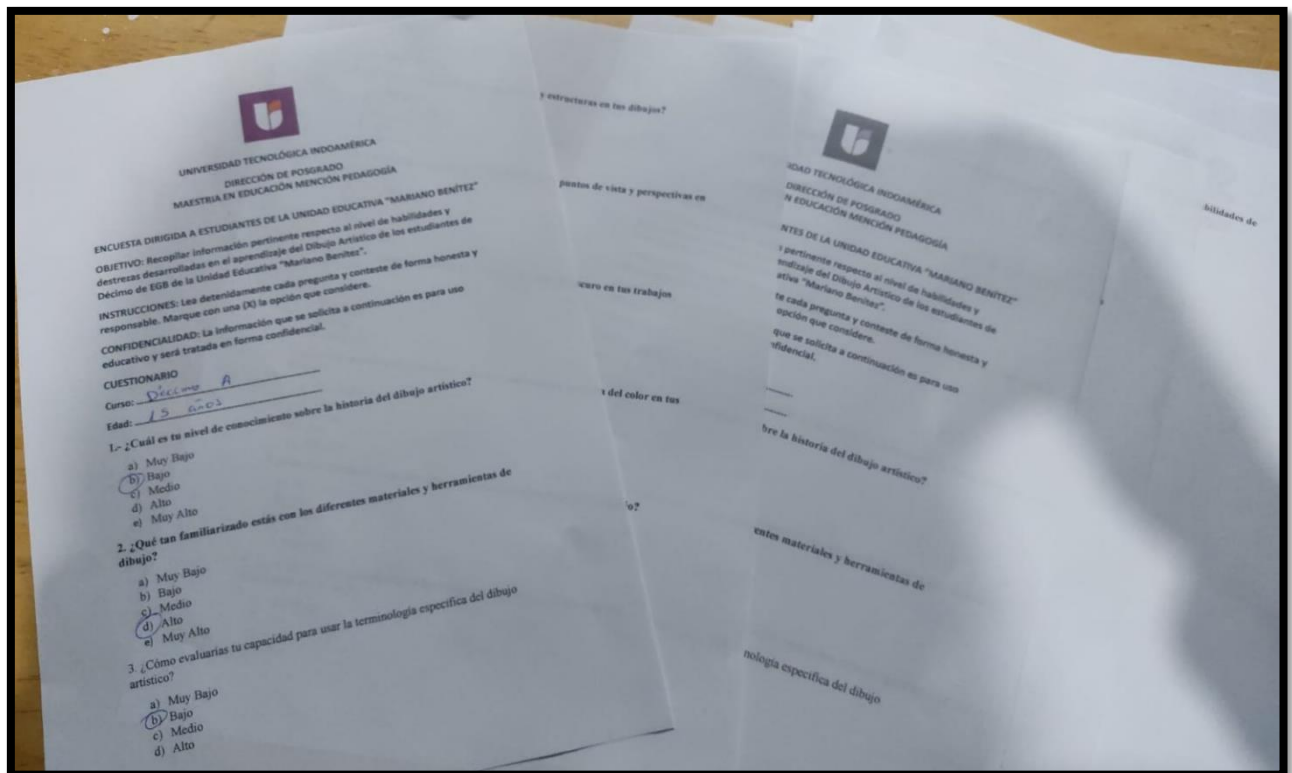 UNIVERSIDAD TECNOLÓGICA INDOAMÉRICA
DIRECCIÓN DE POSGRADO
MAESTRIA EN EDUCACIÓN MENCIÓN PEDAGOGÍA
ENCUESTA DIRIGIDA A ESTUDIANTES DE LA UNIDAD EDUCATIVA "MARIANO BENÍTEZ"
OBJETIVO: Recopilar información pertinente respecto al nivel de habilidades y
destrezas desarrolladas en el aprendizaje del Dibujo Artístico de los estudiantes de
Décimo de EGB de la Unidad Educativa "Mariano Benítez".
INSTRUCCIONES: Lea detenidamente cada pregunta y conteste de forma honesta y
responsable. Marque con una (X) la opción que considere.
CONFIDENCIALIDAD: La información que se solicita a continuación es para uso
educativo y será tratada en forma confidencial.
CUESTIONARIO
Curso: Décimo A
Edad: 15 años
1.- ¿Cuál es tu nivel de conocimiento sobre la historia del dibujo artístico?
a) Muy Bajo
b) Bajo
c) Medio
d) Alto
e) Muy Alto
2. ¿Qué tan familiarizado estás con los diferentes materiales y herramientas de
dibujo?
a) Muy Bajo
b) Bajo
c) Medio
d) Alto
e) Muy Alto
3. ¿Cómo evaluarías tu capacidad para usar la terminología específica del dibujo
artístico?
a) Muy Bajo
b) Bajo
c) Medio
d) Alto
y estructuras en tus dibujos?
puntos de vista y perspectivas en
scuro en tus trabajos
del color en tus
o?
IDAD TECNOLÓGICA INDOAMÉRICA
DIRECCIÓN DE POSGRADO
N EDUCACIÓN MENCIÓN PEDAGOGÍA
NTES DE LA UNIDAD EDUCATIVA "MARIANO BENÍTEZ"
pertinente respecto al nivel de habilidades y
endizaje del Dibujo Artístico de los estudiantes de
ativa "Mariano Benítez".
te cada pregunta y conteste de forma honesta y
opción que considere.
que se solicita a continuación es para uso
nfidencial.
bre la historia del dibujo artístico?
entes materiales y herramientas de
nología específica del dibujo
bilidades de